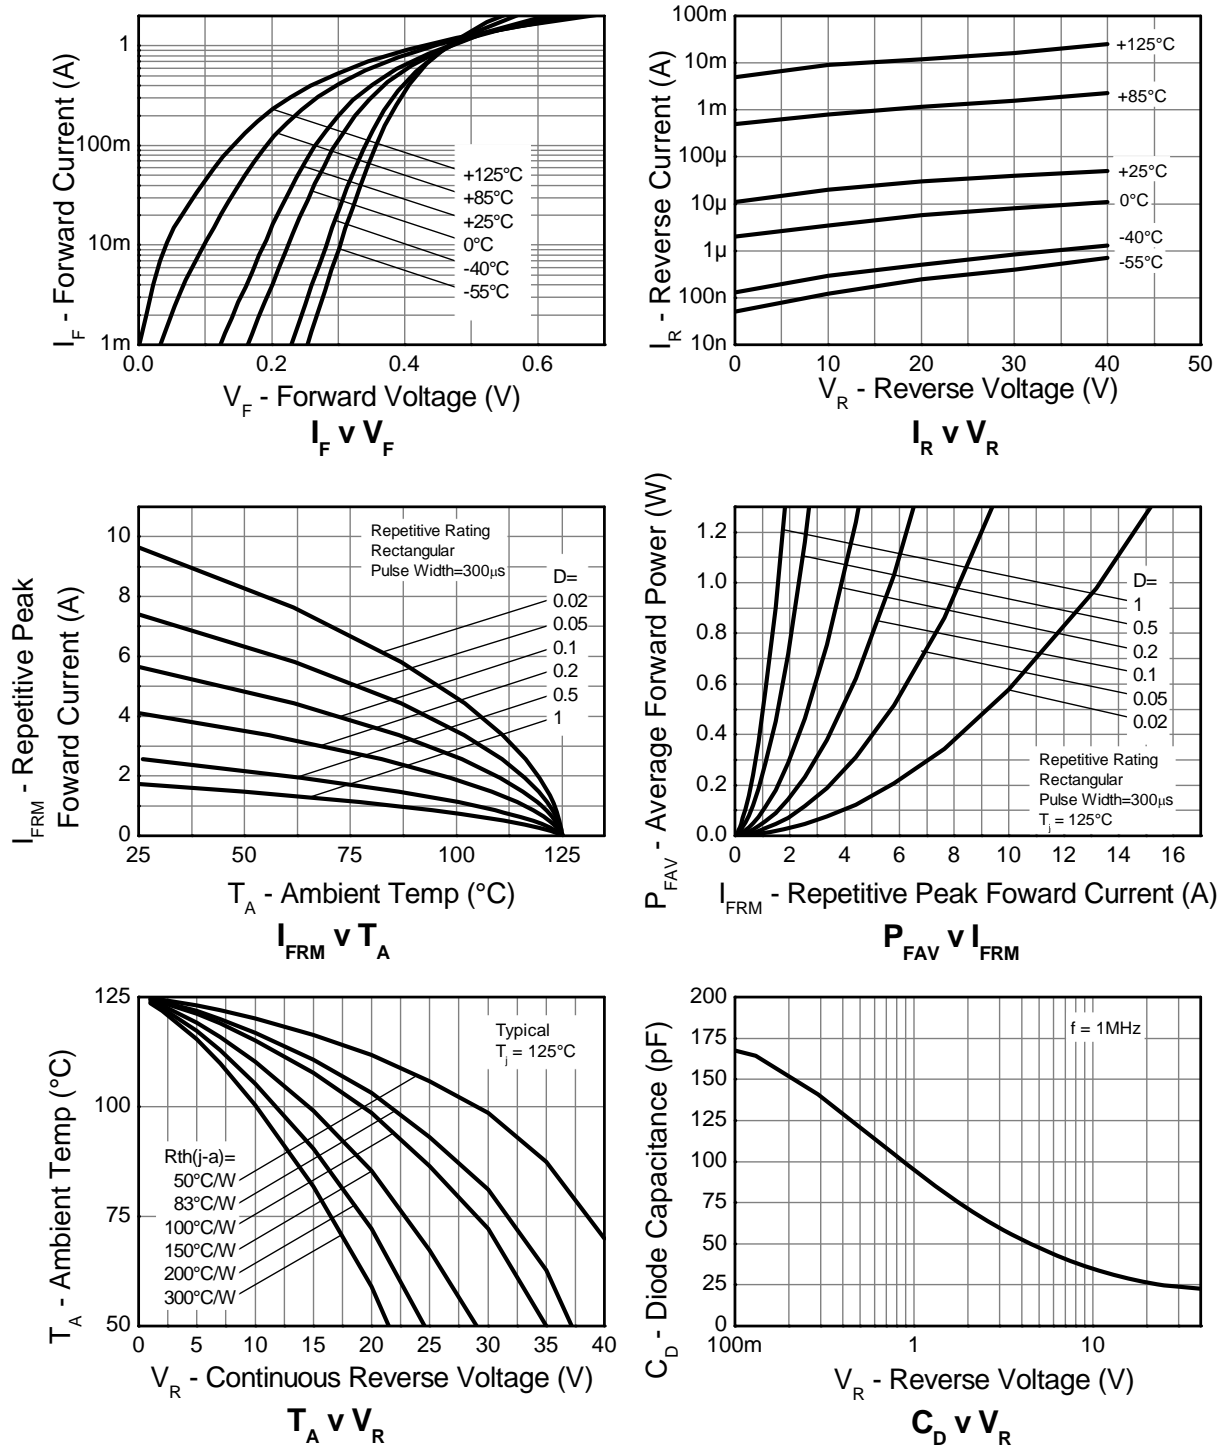 I_F - Forward Current (A)
1
100m
10m
1m
+125°C
+85°C
+25°C
0°C
-40°C
-55°C
0.0 0.2 0.4 0.6
V_F - Forward Voltage (V)
I_F v V_F
I_R - Reverse Current (A)
100m
10m
1m
100µ
10µ
1µ
100n
10n
+125°C
+85°C
+25°C
0°C
-40°C
-55°C
0 10 20 30 40 50
V_R - Reverse Voltage (V)
I_R v V_R
I_FRM - Repetitive Peak
Foward Current (A)
10
8
6
4
2
0
Repetitive Rating
Rectangular
Pulse Width=300µs
D=
0.02
0.05
0.1
0.2
0.5
1
25 50 75 100 125
T_A - Ambient Temp (°C)
I_FRM v T_A
P_FAV - Average Forward Power (W)
1.2
1.0
0.8
0.6
0.4
0.2
0.0
D=
1
0.5
0.2
0.1
0.05
0.02
Repetitive Rating
Rectangular
Pulse Width=300µs
T_j = 125°C
0 2 4 6 8 10 12 14 16
I_FRM - Repetitive Peak Foward Current (A)
P_FAV v I_FRM
T_A - Ambient Temp (°C)
125
100
75
50
Typical
T_j = 125°C
Rth(j-a)=
50°C/W
83°C/W
100°C/W
150°C/W
200°C/W
300°C/W
0 5 10 15 20 25 30 35 40
V_R - Continuous Reverse Voltage (V)
T_A v V_R
C_D - Diode Capacitance (pF)
200
175
150
125
100
75
50
25
0
f = 1MHz
100m 1 10
V_R - Reverse Voltage (V)
C_D v V_R